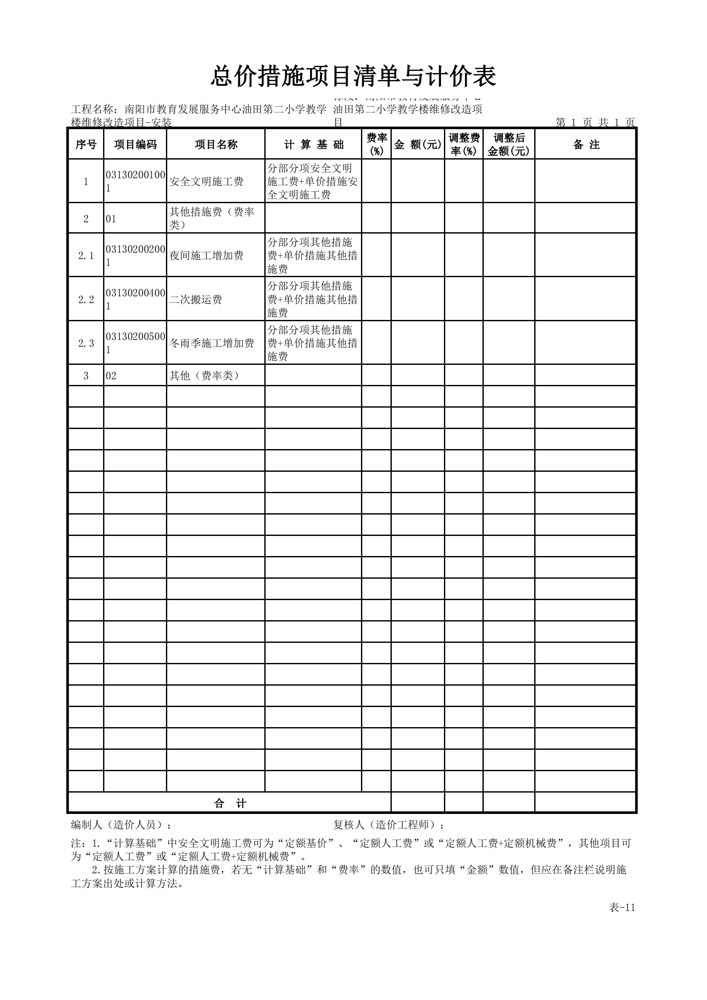 总价措施项目清单与计价表
工程名称：南阳市教育发展服务中心油田第二小学教学
楼维修改造项目-安装
标段：南阳市教育发展服务中心
油田第二小学教学楼维修改造项
目
第 1 页 共 1 页
序号 项目编码 项目名称 计 算 基 础 费率(%) 金 额(元) 调整费率(%) 调整后金额(元) 备 注
1
03130200100
1
安全文明施工费
分部分项安全文明
施工费+单价措施安
全文明施工费
2
01
其他措施费（费率
类）
2.1
03130200200
1
夜间施工增加费
分部分项其他措施
费+单价措施其他措
施费
2.2
03130200400
1
二次搬运费
分部分项其他措施
费+单价措施其他措
施费
2.3
03130200500
1
冬雨季施工增加费
分部分项其他措施
费+单价措施其他措
施费
3
02
其他（费率类）
合 计
编制人（造价人员）：
复核人（造价工程师）：
注：1.“计算基础”中安全文明施工费可为“定额基价”、“定额人工费”或“定额人工费+定额机械费”，其他项目可
为“定额人工费”或“定额人工费+定额机械费”。
2.按施工方案计算的措施费，若无“计算基础”和“费率”的数值，也可只填“金额”数值，但应在备注栏说明施
工方案出处或计算方法。
表-11